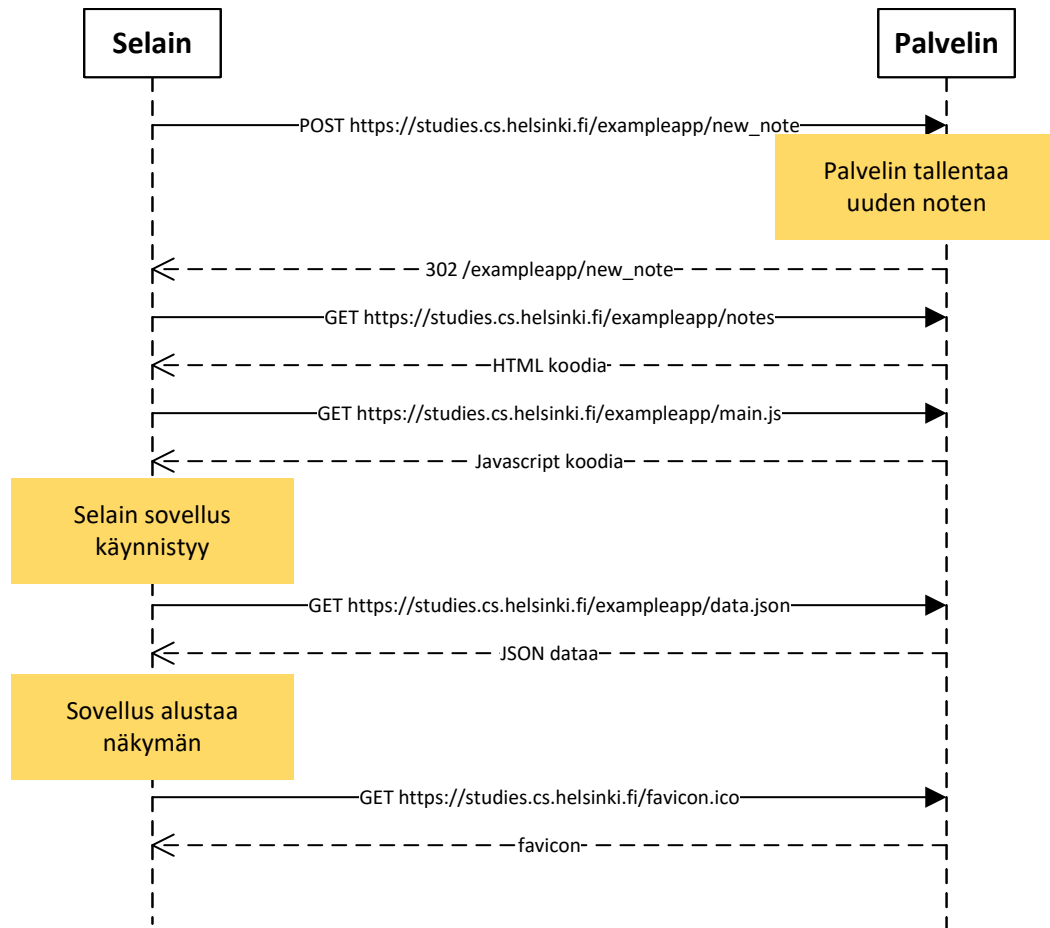 Selain
Palvelin
POST https://studies.cs.helsinki.fi/exampleapp/new_note
Palvelin tallentaa
uuden noten
302 /exampleapp/new_note
GET https://studies.cs.helsinki.fi/exampleapp/notes
HTML koodia
GET https://studies.cs.helsinki.fi/exampleapp/main.js
Javascript koodia
Selain sovellus
käynnistyy
GET https://studies.cs.helsinki.fi/exampleapp/data.json
JSON dataa
Sovellus alustaa
näkymän
GET https://studies.cs.helsinki.fi/favicon.ico
favicon